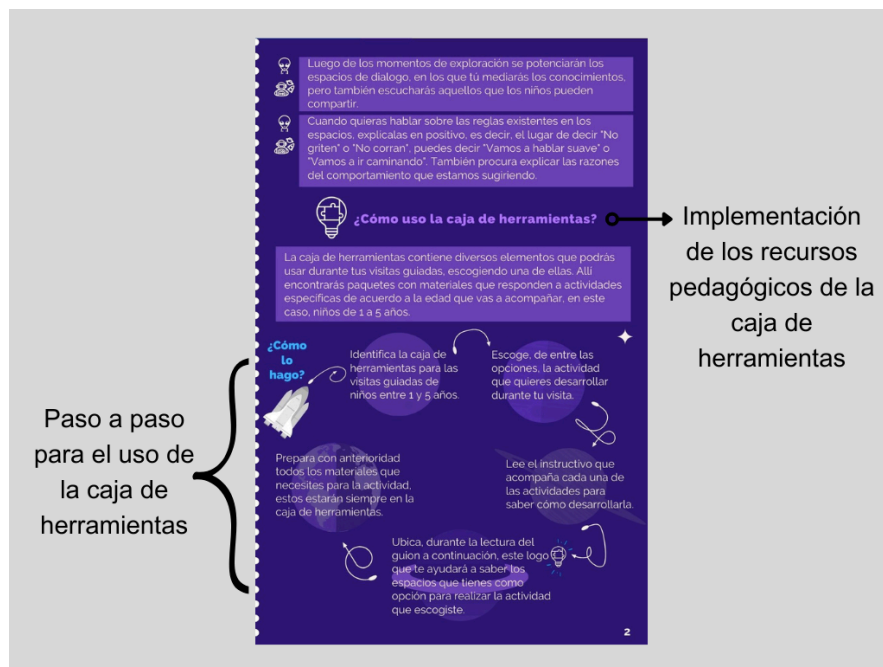 Luego de los momentos de exploración se potenciarán los
espacios de dialogo, en los que tú mediarás los conocimientos,
pero también escucharás aquellos que los niños pueden
compartir.
Cuando quieras hablar sobre las reglas existentes en los
espacios, explicalas en positivo, es decir, el lugar de decir "No
griten" o "No corran", puedes decir "Vamos a hablar suave" o
"Vamos a ir caminando". También procura explicar las razones
del comportamiento que estamos sugiriendo.
¿Cómo uso la caja de herramientas?
Implementación
de los recursos
pedagógicos de la
caja de
herramientas
La caja de herramientas contiene diversos elementos que podrás
usar durante tus visitas guiadas, escogiendo una de ellas. Allí
encontrarás paquetes con materiales que responden a actividades
específicas de acuerdo a la edad que vas a acompañar, en este
caso, niños de 1 a 5 años.
¿Cómo
lo
hago?
Identifica la caja de
herramientas para las
visitas guiadas de
niños entre 1 y 5 años.
Escoge, de entre las
opciones, la actividad
que quieres desarrollar
durante tu visita.
Lee el instructivo que
acompaña cada una de
las actividades para
saber cómo desarrollarla.
Ubica, durante la lectura del
guion a continuación, este logo
que te ayudará a saber los
espacios que tienes como
opción para realizar la actividad
que escogiste.
Prepara con anterioridad
todos los materiales que
necesites para la actividad,
estos estarán siempre en la
caja de herramientas.
Paso a paso
para el uso de
la caja de
herramientas
2